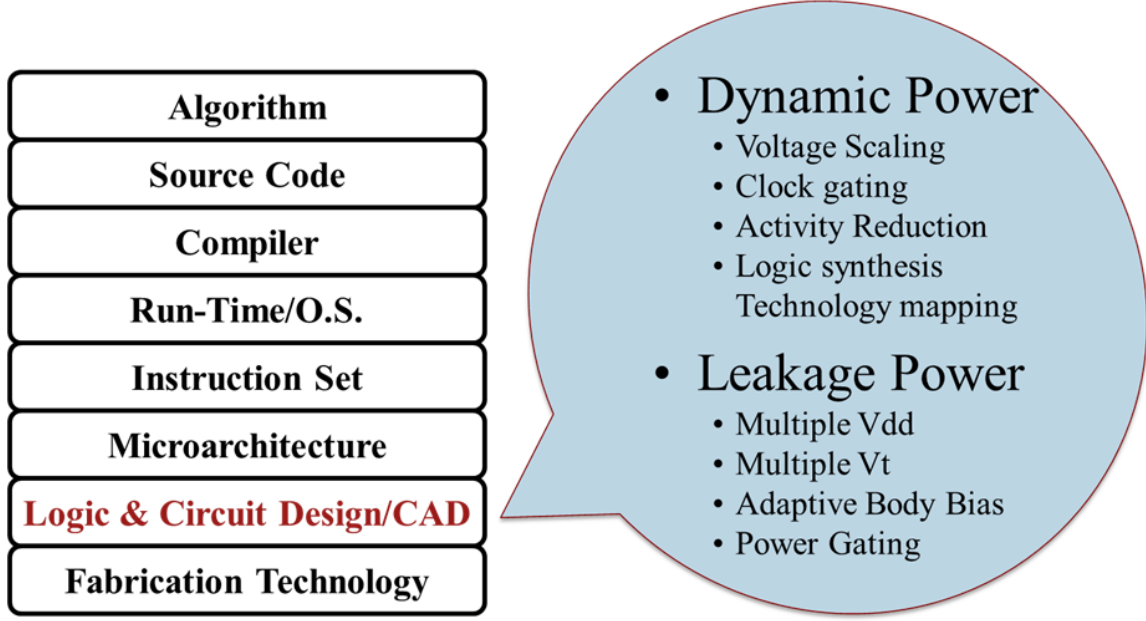 Algorithm
Source Code
Compiler
Run-Time/O.S.
Instruction Set
Microarchitecture
Logic & Circuit Design/CAD
Fabrication Technology
• Dynamic Power
• Voltage Scaling
• Clock gating
• Activity Reduction
• Logic synthesis
Technology mapping
• Leakage Power
• Multiple Vdd
• Multiple Vt
• Adaptive Body Bias
• Power Gating